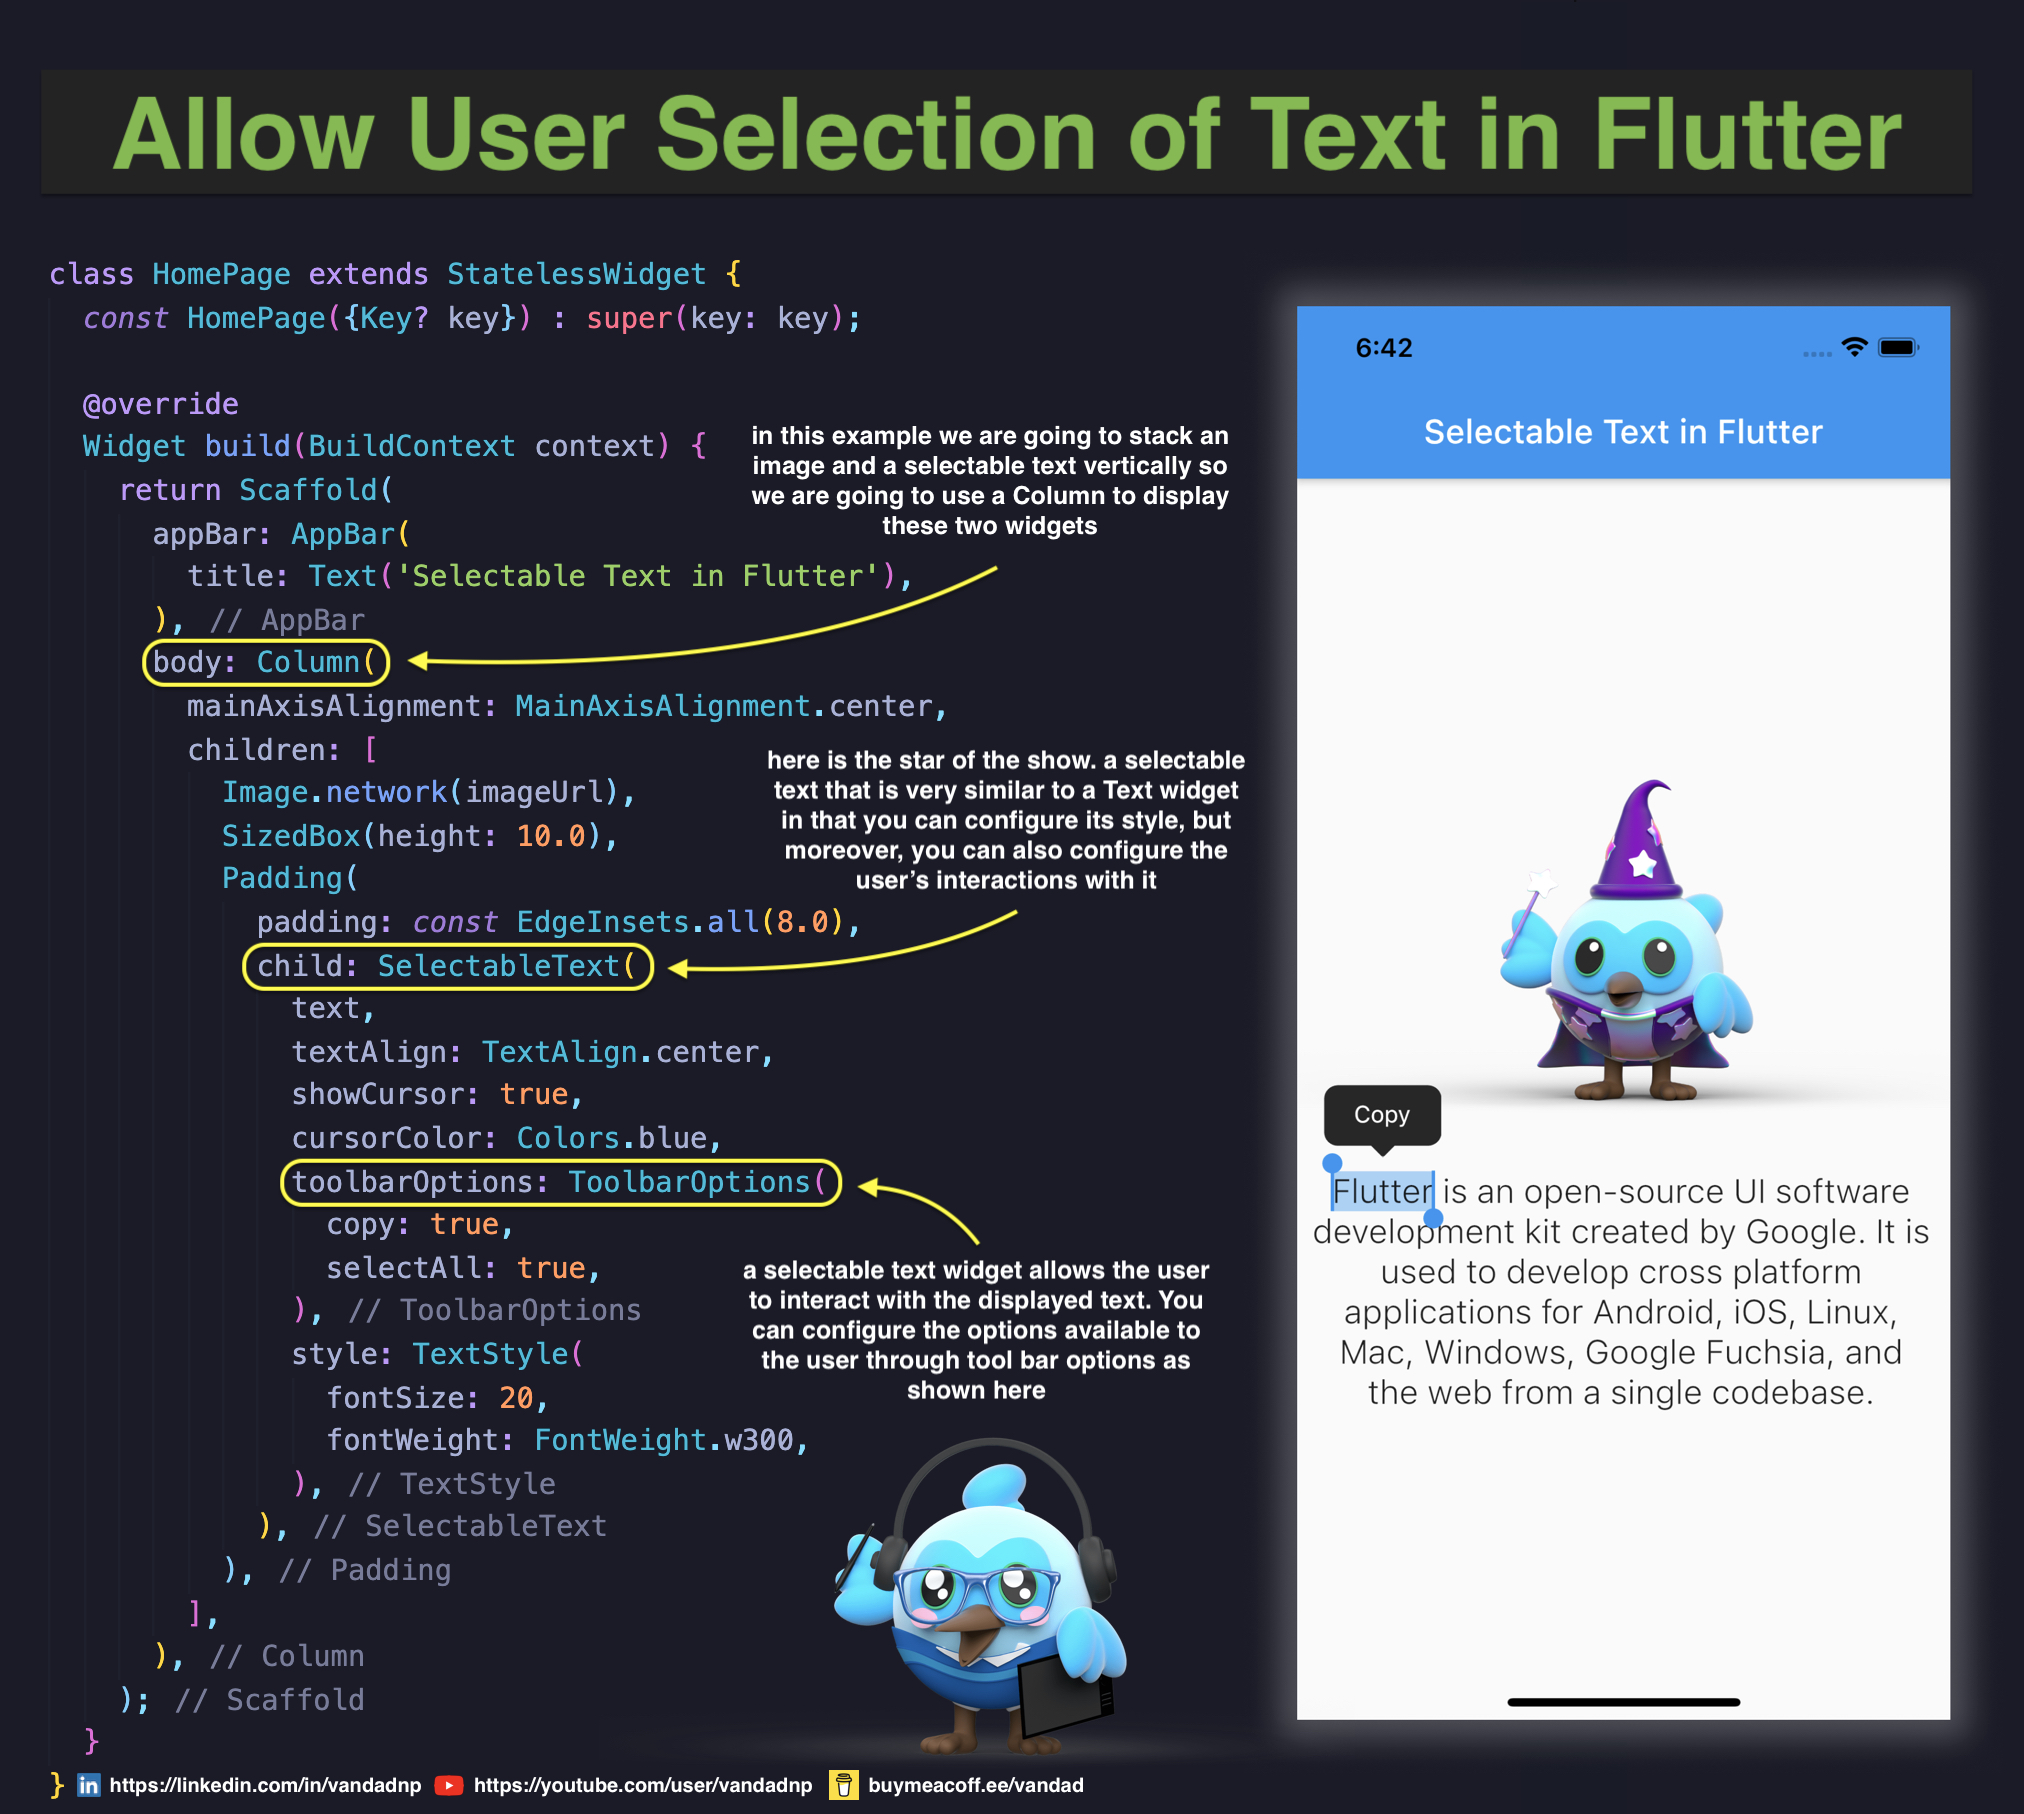 Allow User Selection of Text in Flutter
class HomePage extends StatelessWidget {
const HomePage({Key? key}) : super(key: key);
@override
Widget build(BuildContext context) {
return Scaffold(
appBar: AppBar(
title: Text('Selectable Text in Flutter'),
), // AppBar
body: Column(
mainAxisAlignment: MainAxisAlignment.center,
children: [
Image.network(imageUrl),
SizedBox(height: 10.0),
Padding(
padding: const EdgeInsets.all(8.0),
child: SelectableText(
text,
textAlign: TextAlign.center,
showCursor: true,
cursorColor: Colors.blue,
toolbarOptions: ToolbarOptions(
copy: true,
selectAll: true,
), // ToolbarOptions
style: TextStyle(
fontSize: 20,
fontWeight: FontWeight.w300,
), // TextStyle
), // SelectableText
), // Padding
],
), // Column
); // Scaffold
}
}
in this example we are going to stack an
image and a selectable text vertically so
we are going to use a Column to display
these two widgets
here is the star of the show. a selectable
text that is very similar to a Text widget
in that you can configure its style, but
moreover, you can also configure the
user's interactions with it
a selectable text widget allows the user
to interact with the displayed text. You
can configure the options available to
the user through tool bar options as
shown here
6:42
Selectable Text in Flutter
Copy
Flutter is an open-source UI software
development kit created by Google. It is
used to develop cross platform
applications for Android, iOS, Linux,
Mac, Windows, Google Fuchsia, and
the web from a single codebase.
in https://linkedin.com/in/vandadnp https://youtube.com/user/vandadnp buymeacoff.ee/vandad